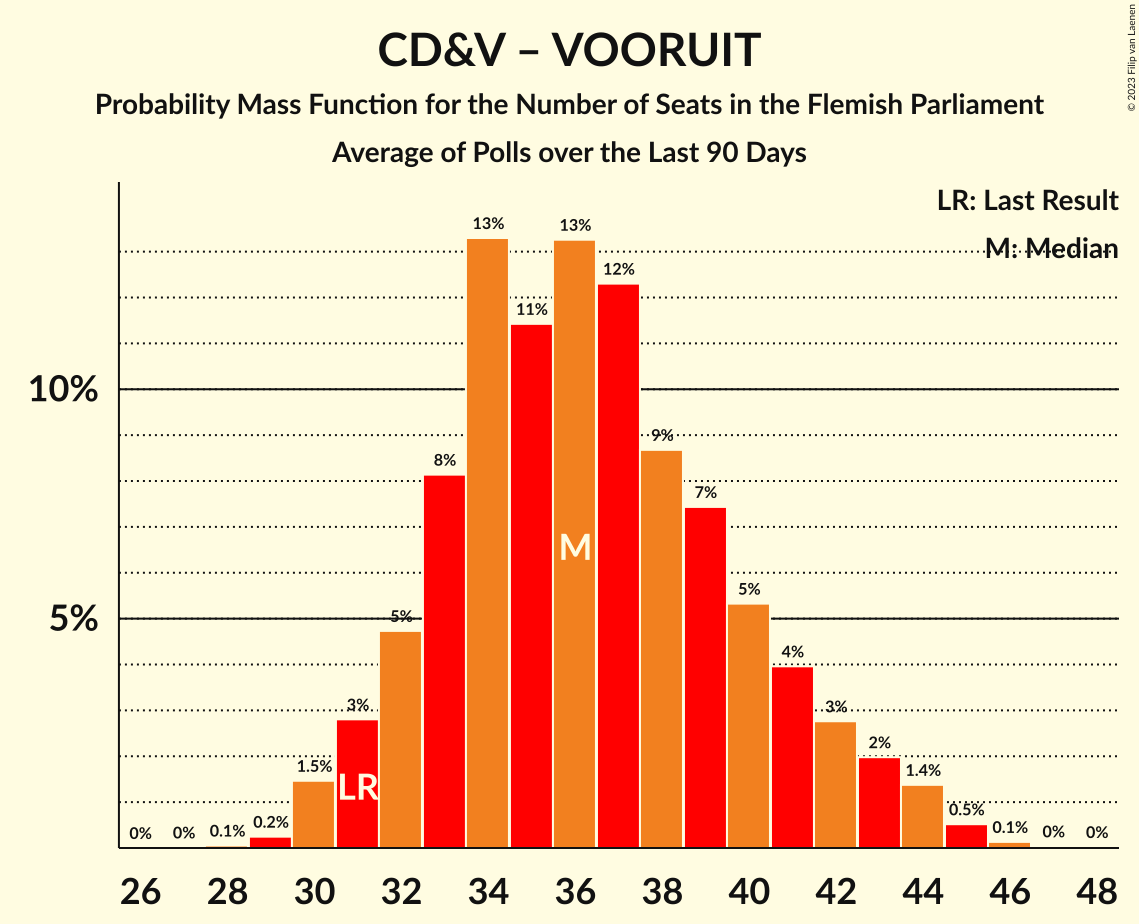 CD&V – VOORUIT
Probability Mass Function for the Number of Seats in the Flemish Parliament
Average of Polls over the Last 90 Days
© 2023 Filip van Laenen
LR: Last Result
M: Median
10%
5%
0%
0%
0.1%
0.2%
1.5%
3%
5%
8%
13%
11%
13%
12%
9%
7%
5%
4%
3%
2%
1.4%
0.5%
0.1%
0%
0%
LR
M
26 28 30 32 34 36 38 40 42 44 46 48